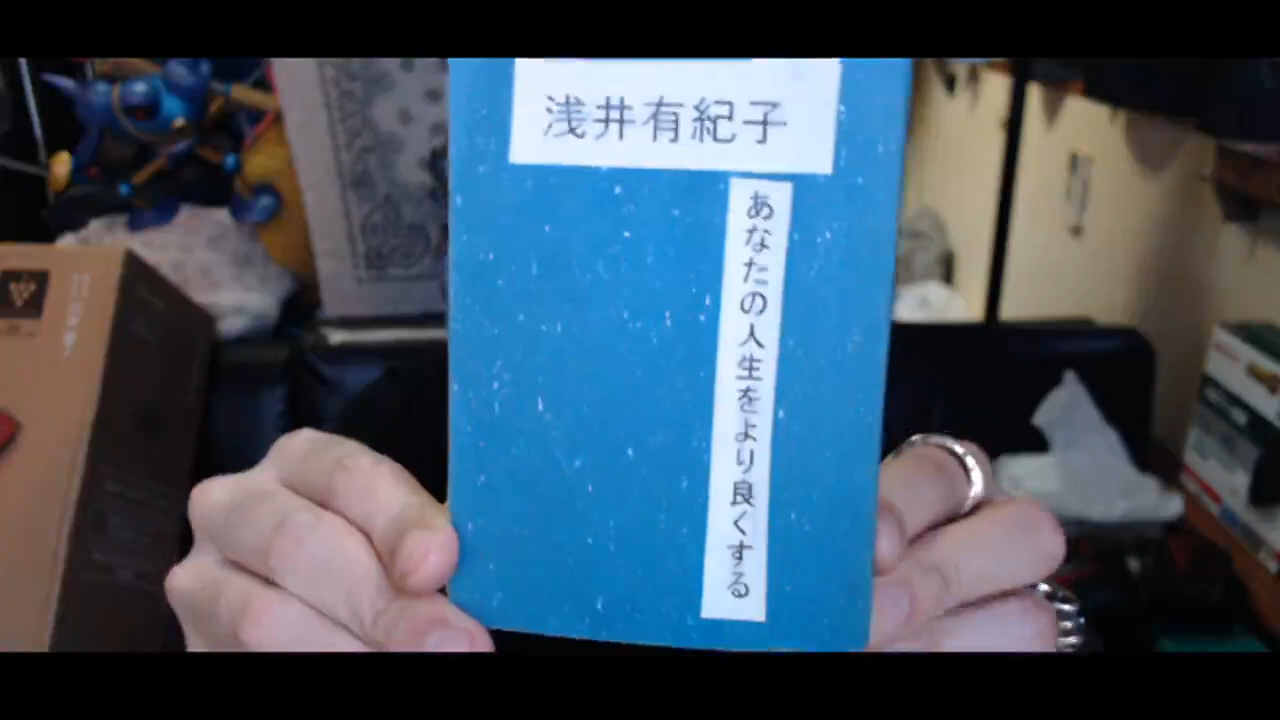 浅井有紀子
あなたの人生をより良くする